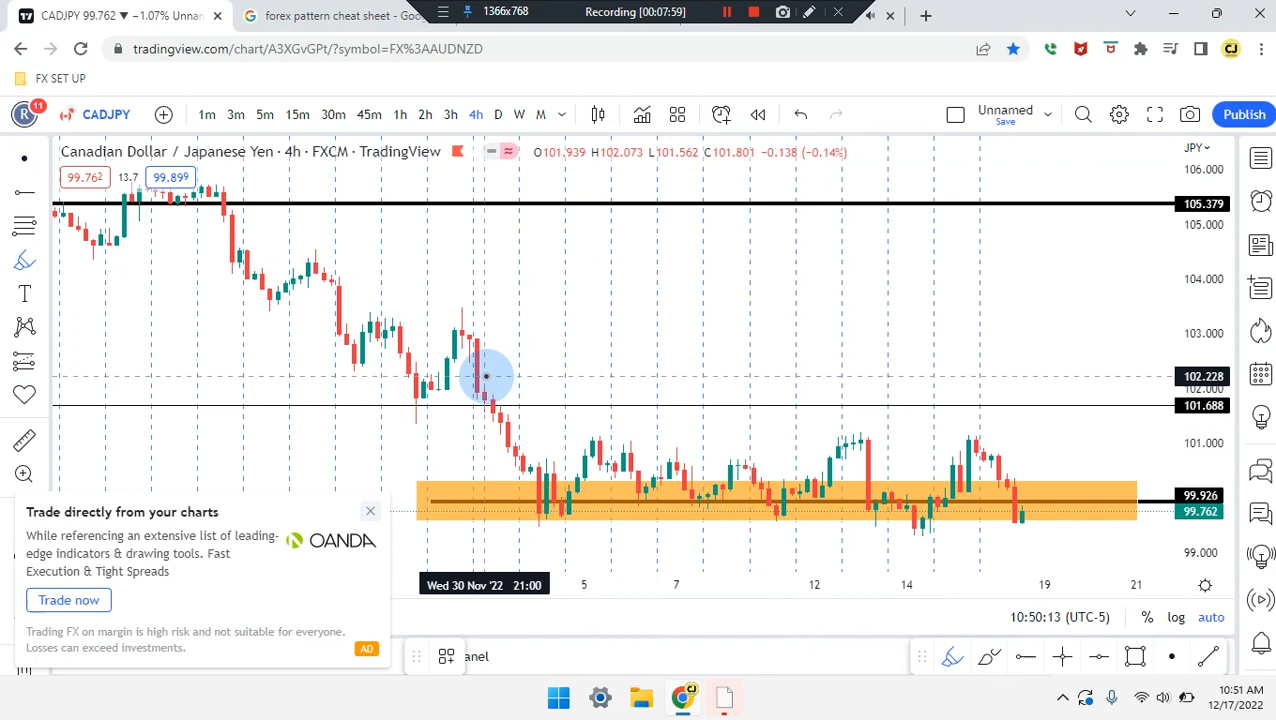 CADJPY 99.762 ▼ −1.07% Unnar
forex pattern cheat sheet - Goo
1366x768
Recording [00:07:59]
tradingview.com/chart/A3XGvGPt/?symbol=FX%3AAUDNZD
CJ
FX SET UP
R
11
CADJPY
1m 3m 5m 15m 30m 45m 1h 2h 3h 4h D W M
Unnamed
Save
Publish
Canadian Dollar / Japanese Yen · 4h · FXCM · TradingView
O101.939 H102.073 L101.562 C101.801 −0.138 (−0.14%)
JPY
99.762
13.7
99.899
106.000
105.379
105.000
104.000
103.000
102.228
102.000
101.688
101.000
99.926
99.762
99.000
Trade directly from your charts
While referencing an extensive list of leading-
edge indicators & drawing tools. Fast
Execution & Tight Spreads
OANDA
Trade now
Trading FX on margin is high risk and not suitable for everyone.
Losses can exceed investments.
AD
Wed 30 Nov '22 21:00
5 7 12 14 19 21
10:50:13 (UTC-5)
% log auto
anel
CJ
10:51 AM
12/17/2022